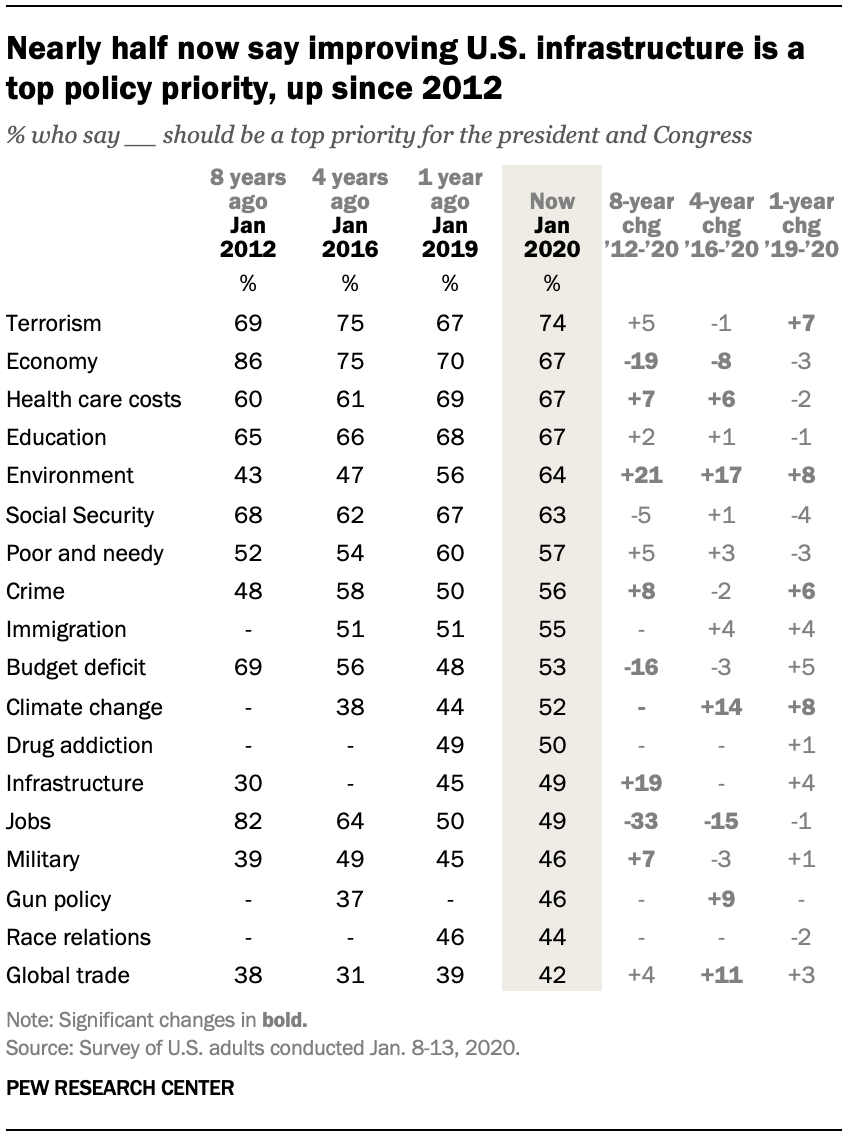 Nearly half now say improving U.S. infrastructure is a
top policy priority, up since 2012
% who say __ should be a top priority for the president and Congress
8 years ago Jan 2012 4 years ago Jan 2016 1 year ago Jan 2019 Now Jan 2020 8-year chg ’12-’20 4-year chg ’16-’20 1-year chg ’19-’20
% % % %
Terrorism 69 75 67 74 +5 -1 +7
Economy 86 75 70 67 -19 -8 -3
Health care costs 60 61 69 67 +7 +6 -2
Education 65 66 68 67 +2 +1 -1
Environment 43 47 56 64 +21 +17 +8
Social Security 68 62 67 63 -5 +1 -4
Poor and needy 52 54 60 57 +5 +3 -3
Crime 48 58 50 56 +8 -2 +6
Immigration - 51 51 55 - +4 +4
Budget deficit 69 56 48 53 -16 -3 +5
Climate change - 38 44 52 - +14 +8
Drug addiction - - 49 50 - - +1
Infrastructure 30 - 45 49 +19 - +4
Jobs 82 64 50 49 -33 -15 -1
Military 39 49 45 46 +7 -3 +1
Gun policy - 37 - 46 - +9 -
Race relations - - 46 44 - - -2
Global trade 38 31 39 42 +4 +11 +3
Note: Significant changes in bold.
Source: Survey of U.S. adults conducted Jan. 8-13, 2020.
PEW RESEARCH CENTER